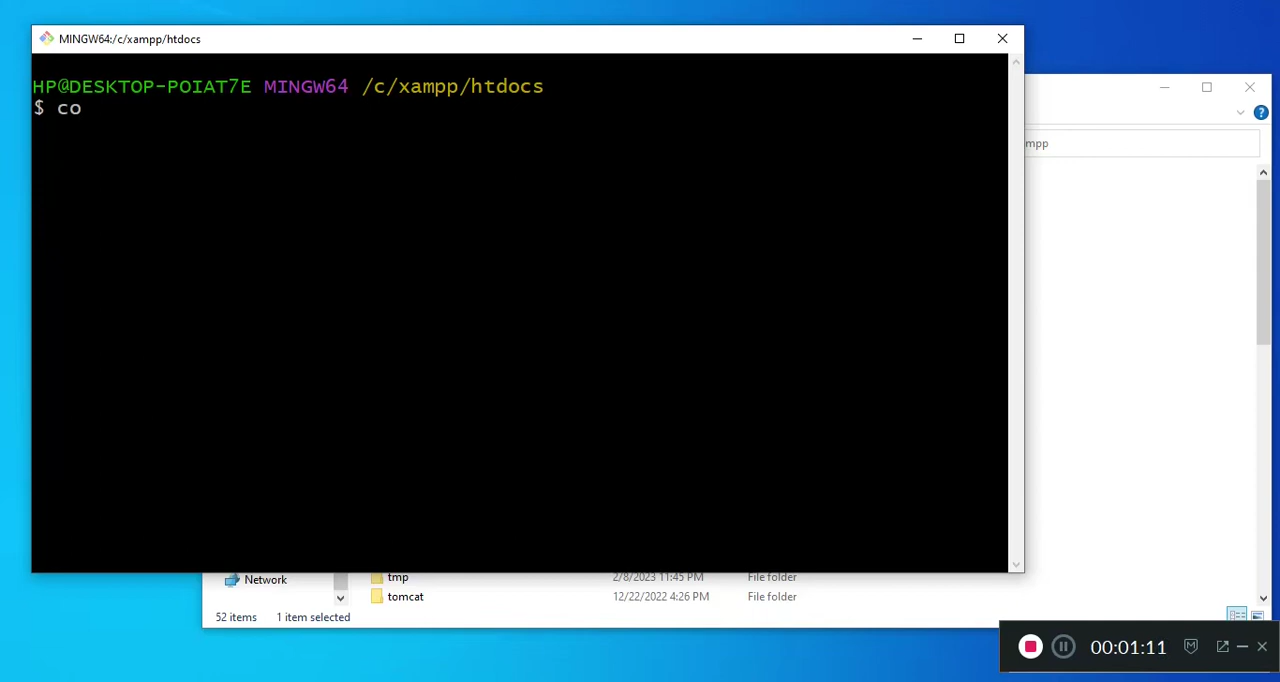 MINGW64:/c/xampp/htdocs
HP@DESKTOP-POIAT7E MINGW64 /c/xampp/htdocs
$ co
mpp
Network
tmp 2/8/2023 11:45 PM File folder
tomcat 12/22/2022 4:26 PM File folder
52 items 1 item selected
00:01:11